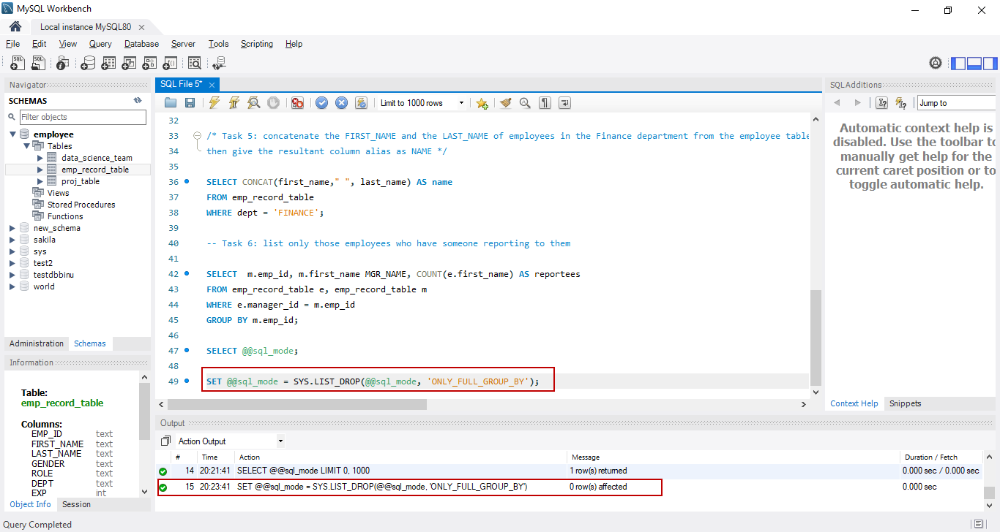 MySQL Workbench
Local instance MySQL80
File Edit View Query Database Server Tools Scripting Help
Navigator
SCHEMAS
Filter objects
employee
Tables
data_science_team
emp_record_table
proj_table
Views
Stored Procedures
Functions
new_schema
sakila
sys
test2
testdbbinu
world
Administration Schemas
Information
Table:
emp_record_table
Columns:
EMP_ID text
FIRST_NAME text
LAST_NAME text
GENDER text
ROLE text
DEPT text
EXP int
Object Info Session
SQL File 5*
Limit to 1000 rows
32
33 /* Task 5: concatenate the FIRST_NAME and the LAST_NAME of employees in the Finance department from the employee table
34 then give the resultant column alias as NAME */
35
36 SELECT CONCAT(first_name," ", last_name) AS name
37 FROM emp_record_table
38 WHERE dept = 'FINANCE';
39
40 -- Task 6: list only those employees who have someone reporting to them
41
42 SELECT m.emp_id, m.first_name MGR_NAME, COUNT(e.first_name) AS reportees
43 FROM emp_record_table e, emp_record_table m
44 WHERE e.manager_id = m.emp_id
45 GROUP BY m.emp_id;
46
47 SELECT @@sql_mode;
48
49 SET @@sql_mode = SYS.LIST_DROP(@@sql_mode, 'ONLY_FULL_GROUP_BY');
SQLAdditions
Jump to
Automatic context help is
disabled. Use the toolbar to
manually get help for the
current caret position or to
toggle automatic help.
Context Help Snippets
Output
Action Output
# Time Action Message Duration / Fetch
14 20:21:41 SELECT @@sql_mode LIMIT 0, 1000 1 row(s) returned 0.000 sec / 0.000 sec
15 20:23:41 SET @@sql_mode = SYS.LIST_DROP(@@sql_mode, 'ONLY_FULL_GROUP_BY') 0 row(s) affected 0.000 sec
Query Completed